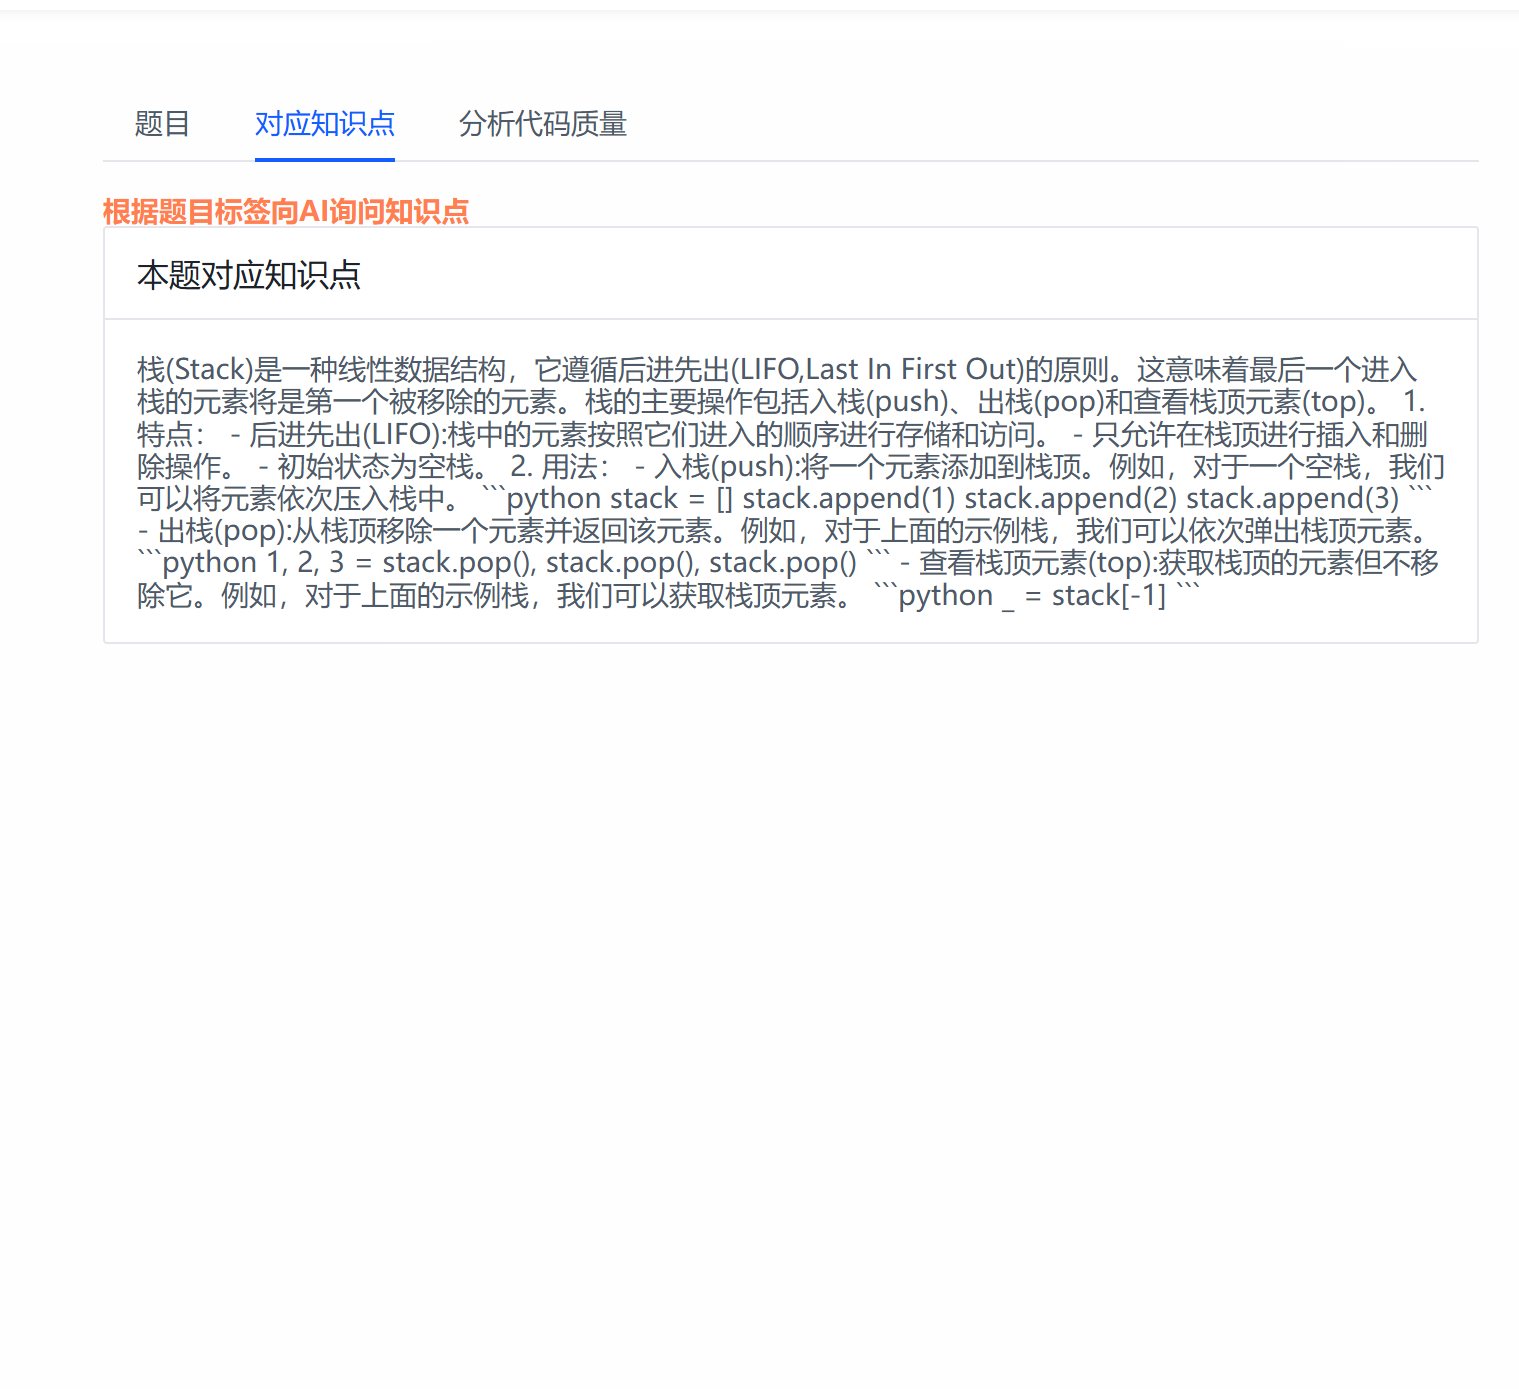 题目 对应知识点 分析代码质量
根据题目标签向AI询问知识点
本题对应知识点
栈(Stack)是一种线性数据结构，它遵循后进先出(LIFO,Last In First Out)的原则。这意味着最后一个进入
栈的元素将是第一个被移除的元素。栈的主要操作包括入栈(push)、出栈(pop)和查看栈顶元素(top)。 1.
特点： - 后进先出(LIFO):栈中的元素按照它们进入的顺序进行存储和访问。 - 只允许在栈顶进行插入和删
除操作。 - 初始状态为空栈。 2. 用法： - 入栈(push):将一个元素添加到栈顶。例如，对于一个空栈，我们
可以将元素依次压入栈中。 ```python stack = [] stack.append(1) stack.append(2) stack.append(3) ```
- 出栈(pop):从栈顶移除一个元素并返回该元素。例如，对于上面的示例栈，我们可以依次弹出栈顶元素。
```python 1, 2, 3 = stack.pop(), stack.pop(), stack.pop() ``` - 查看栈顶元素(top):获取栈顶的元素但不移
除它。例如，对于上面的示例栈，我们可以获取栈顶元素。 ```python _ = stack[-1] ```